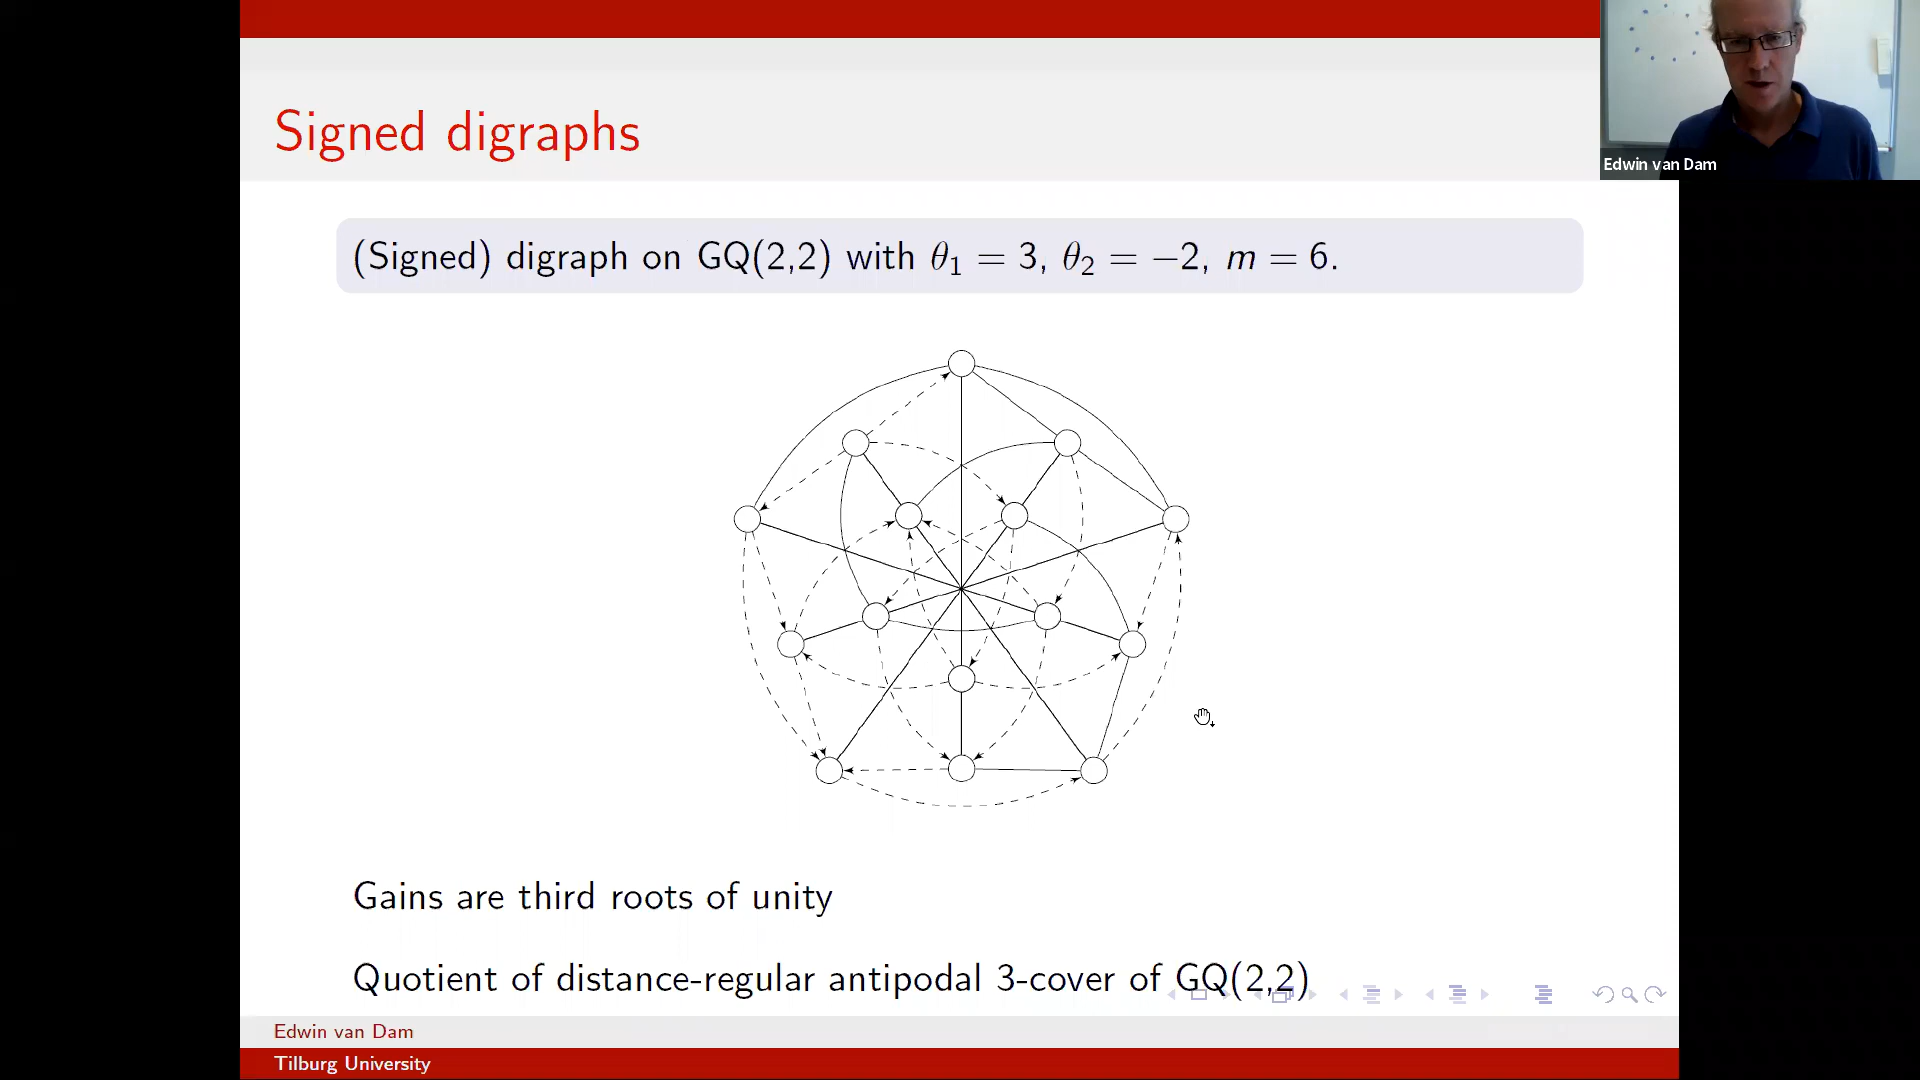 Signed digraphs
Edwin van Dam
(Signed) digraph on GQ(2,2) with θ₁ = 3, θ₂ = −2, m = 6.
Gains are third roots of unity
Quotient of distance-regular antipodal 3-cover of GQ(2,2)
Edwin van Dam
Tilburg University